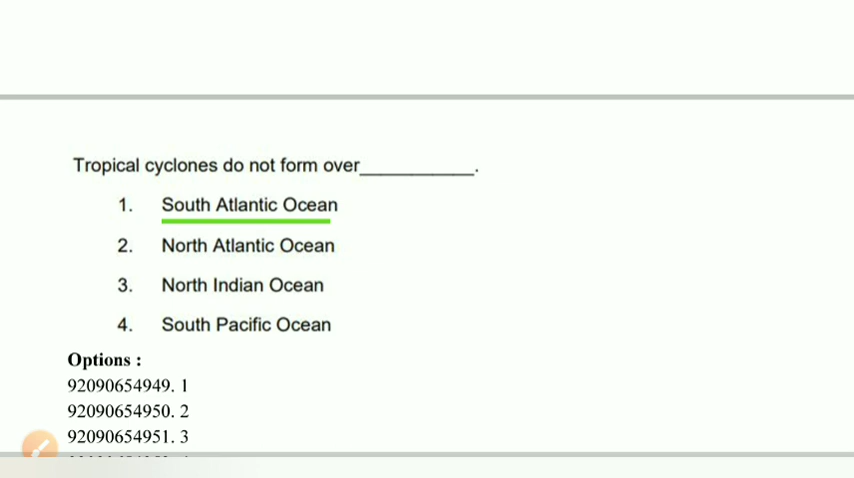 Tropical cyclones do not form over____________.
1. South Atlantic Ocean
2. North Atlantic Ocean
3. North Indian Ocean
4. South Pacific Ocean
Options :
92090654949. 1
92090654950. 2
92090654951. 3